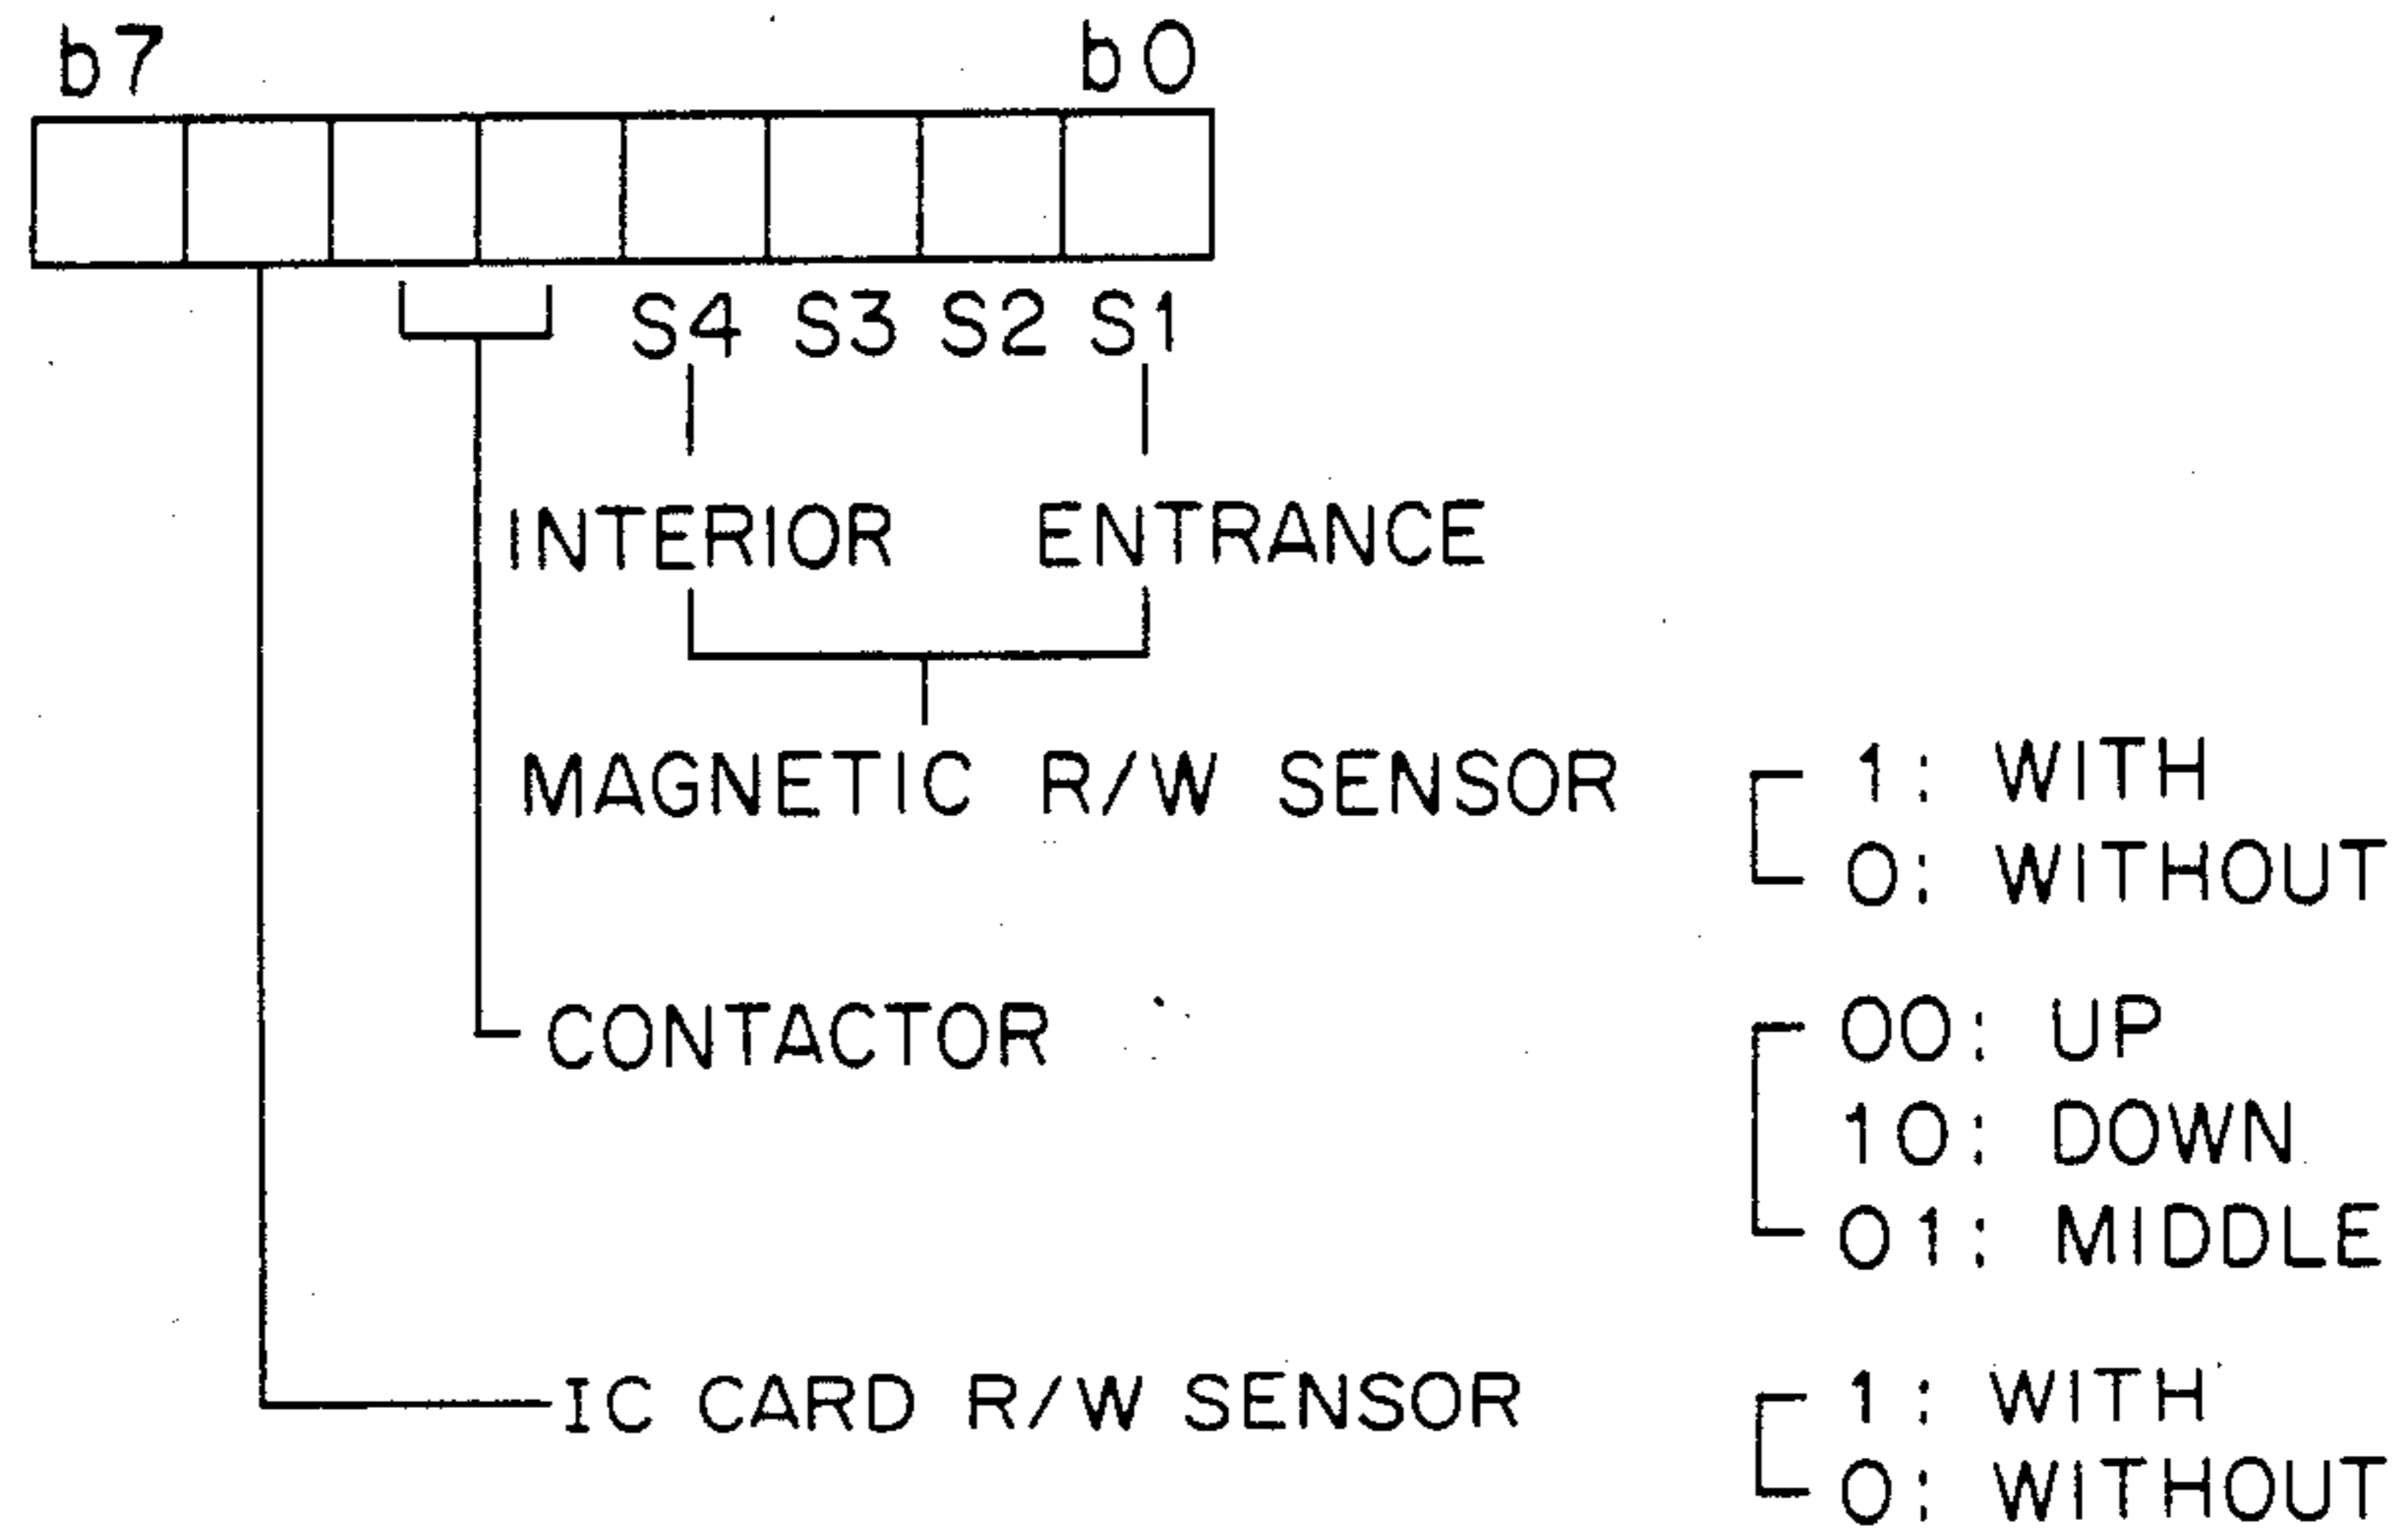 b7 b0
S4 S3 S2 S1
INTERIOR ENTRANCE
MAGNETIC R/W SENSOR 1: WITH
0: WITHOUT
CONTACTOR 00: UP
10: DOWN
01: MIDDLE
IC CARD R/W SENSOR 1: WITH
0: WITHOUT